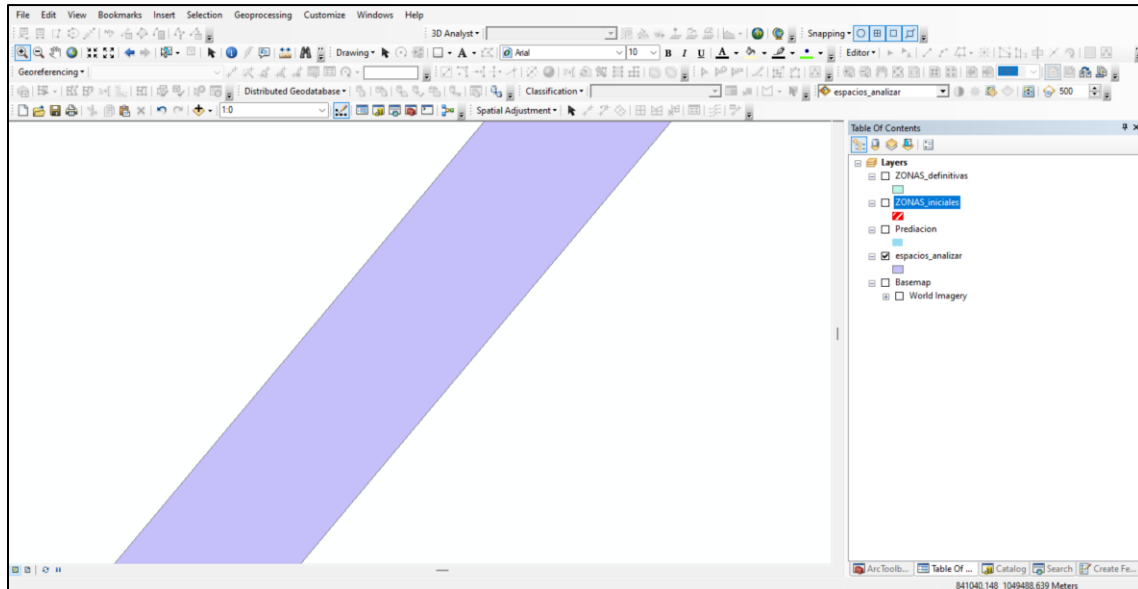 File Edit View Bookmarks Insert Selection Geoprocessing Customize Windows Help
3D Analyst Snapping
Drawing A Arial 10 B I U A Editor
Georeferencing
Distributed Geodatabase Classification espacios_analizar 500
1:0 Spatial Adjustment
Table Of Contents
Layers
ZONAS_definitivas
ZONAS_iniciales
Prediacion
espacios_analizar
Basemap
World Imagery
ArcToolb... Table Of ... Catalog Search Create Fe...
841040.148 1049488.639 Meters